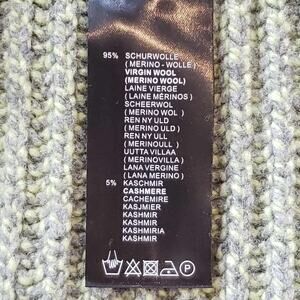 95% SCHURWOLLE
( MERINO - WOLLE )
VIRGIN WOOL
(MERINO WOOL)
LAINE VIERGE
( LAINE MÉRINOS )
SCHEERWOL
( MERINO WOL )
REN NY ULD
( MERINO ULD )
REN NY ULL
( MERINOULL )
UUTTA VILLAA
( MERINOVILLA )
LANA VERGINE
( LANA MERINO )
5% KASCHMIR
CASHMERE
CACHEMIRE
KASJMIER
KASHMIR
KASHMIR
KASHMIRIA
KASHMIR